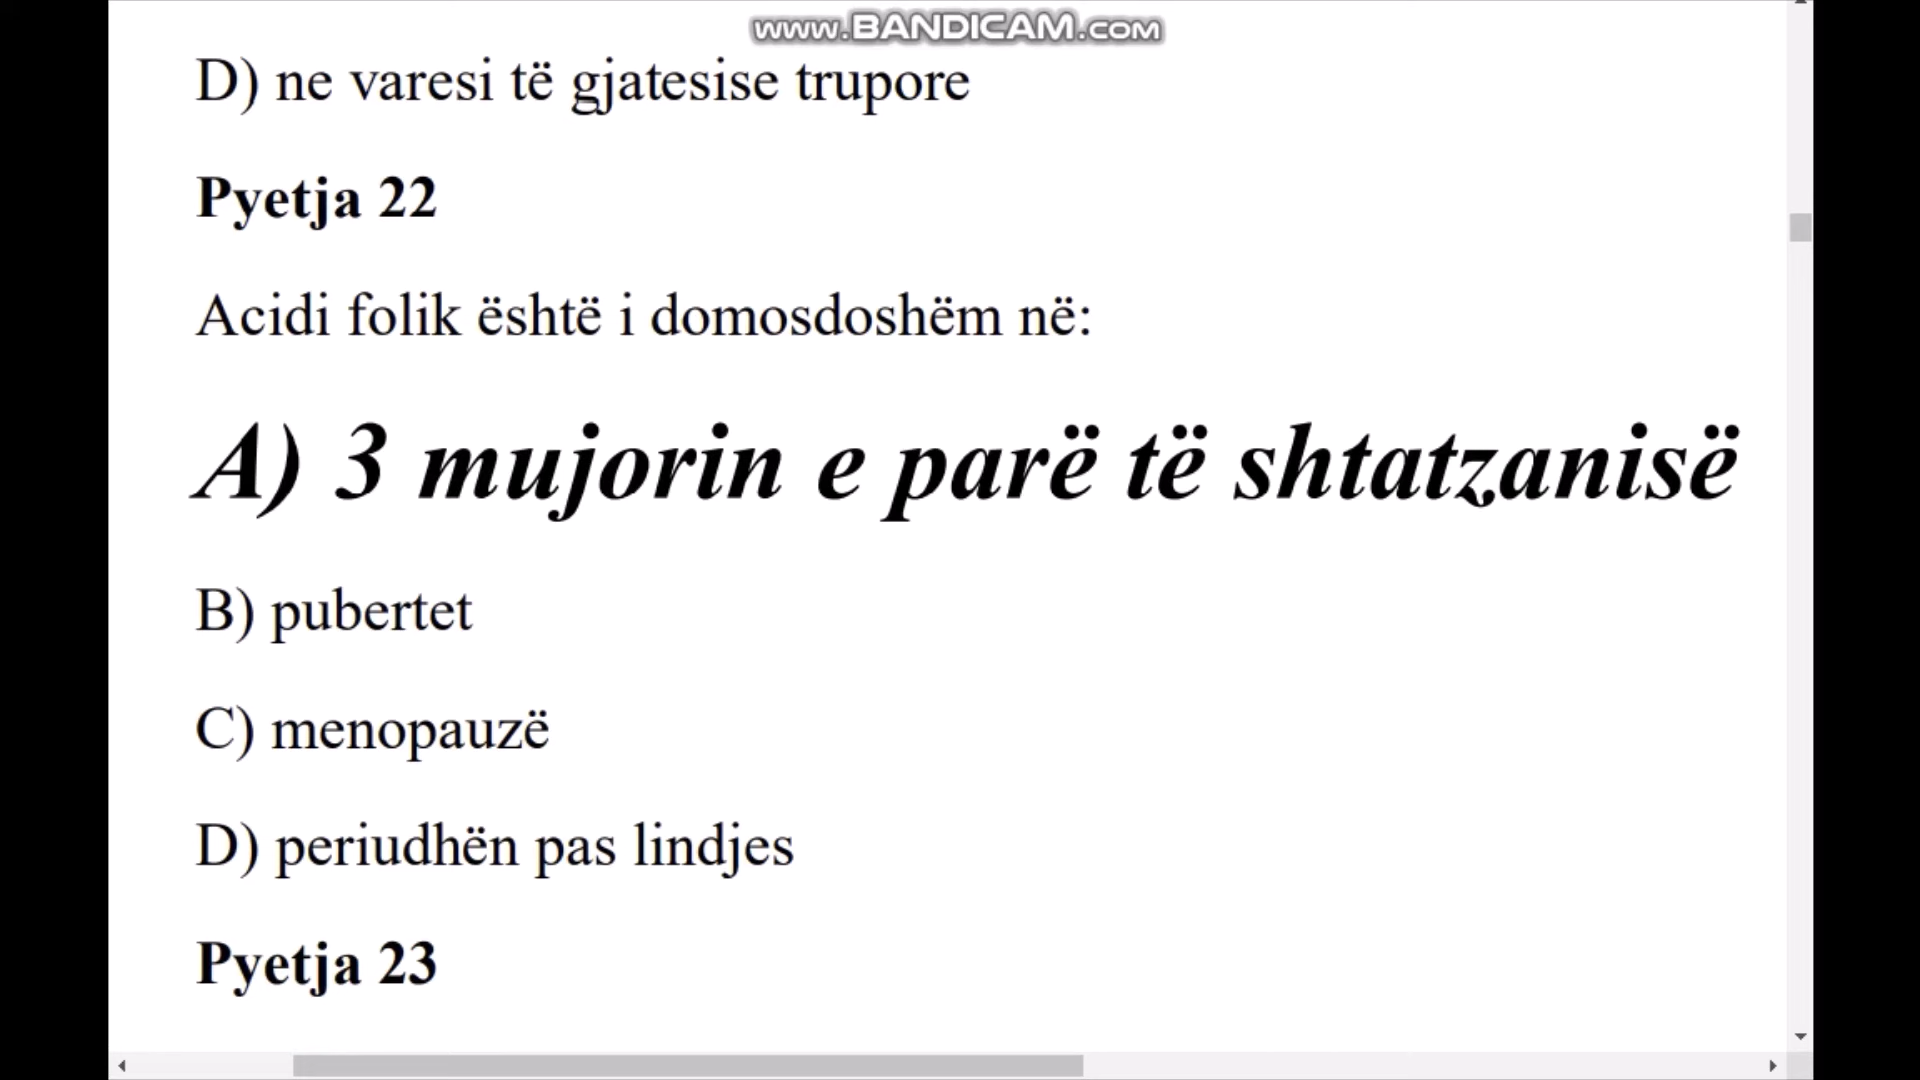 www.BANDICAM.com
D) ne varesi të gjatesise trupore
Pyetja 22
Acidi folik është i domosdoshëm në:
A) 3 mujorin e parë të shtatzanisë
B) pubertet
C) menopauzë
D) periudhën pas lindjes
Pyetja 23